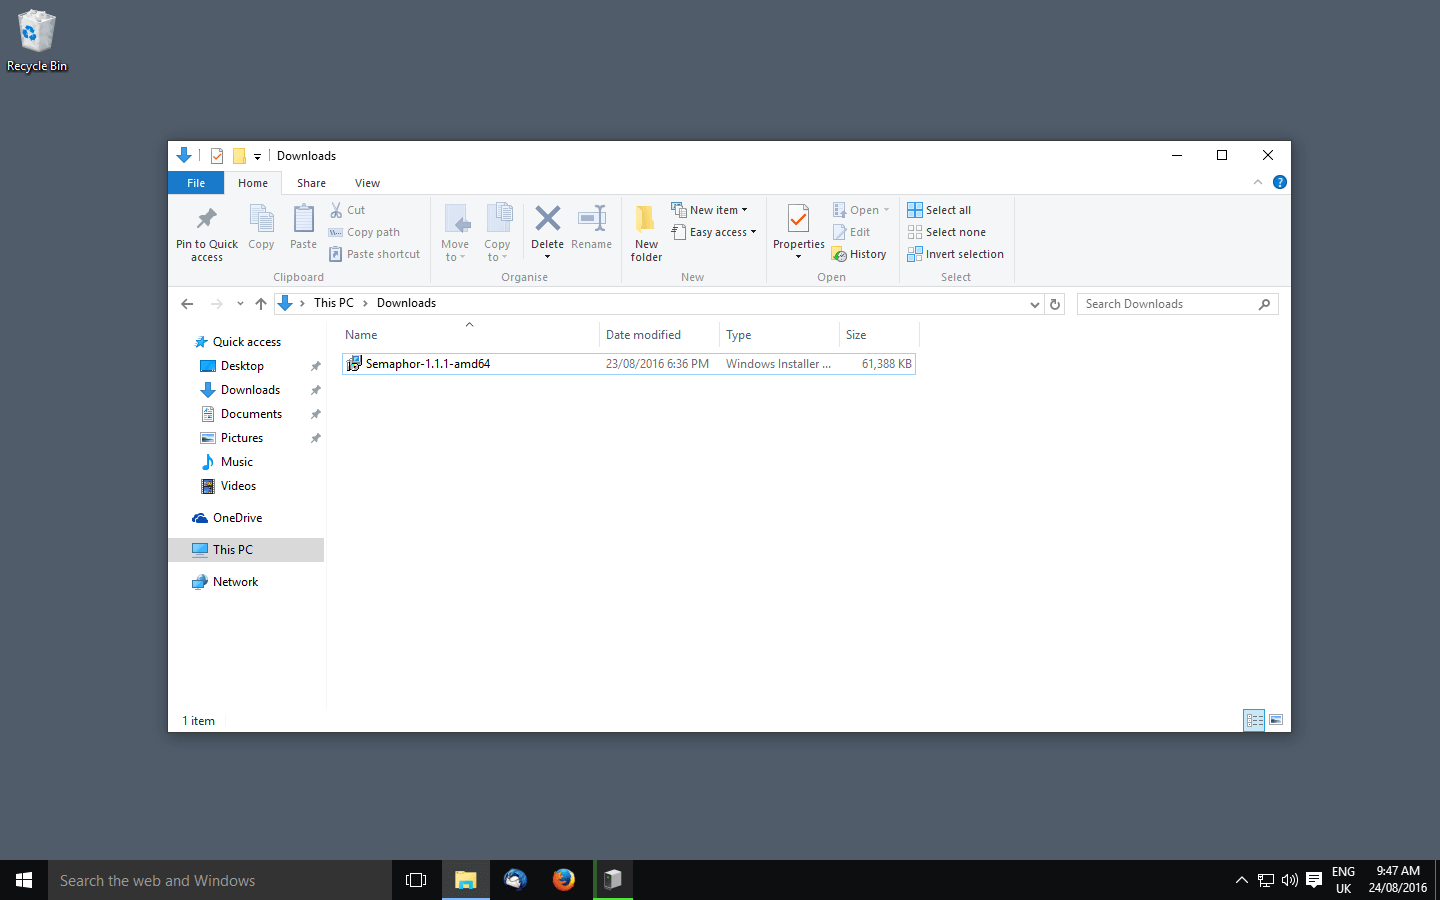 Recycle Bin
Downloads
File Home Share View
Pin to Quick access
Copy
Paste
Cut
Copy path
Paste shortcut
Clipboard
Move to
Copy to
Delete
Rename
Organise
New folder
New item
Easy access
New
Properties
Open
Edit
History
Open
Select all
Select none
Invert selection
Select
This PC Downloads
Search Downloads
Quick access
Desktop
Downloads
Documents
Pictures
Music
Videos
OneDrive
This PC
Network
Name Date modified Type Size
Semaphor-1.1.1-amd64 23/08/2016 6:36 PM Windows Installer ... 61,388 KB
1 item
Search the web and Windows
ENG
UK
9:47 AM
24/08/2016